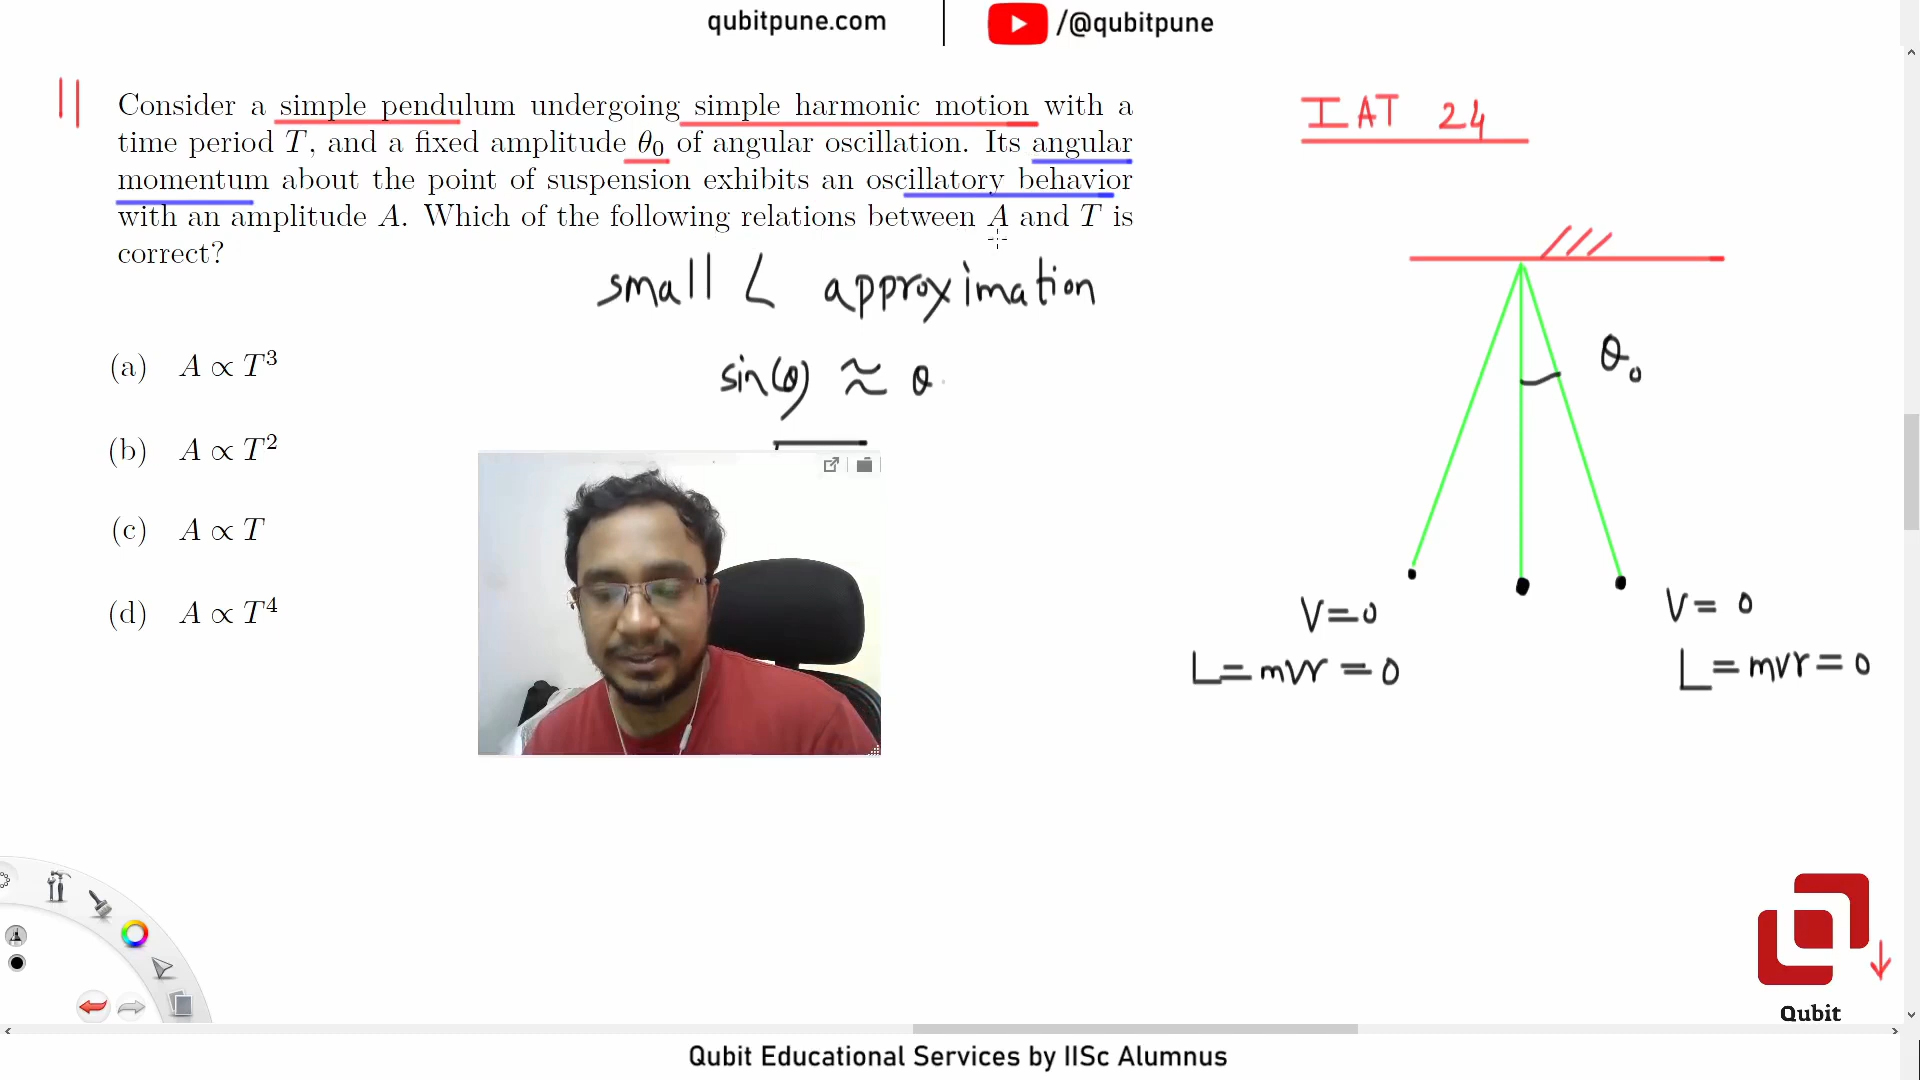 qubitpune.com | /@qubitpune
11 Consider a simple pendulum undergoing simple harmonic motion with a
time period T, and a fixed amplitude θ₀ of angular oscillation. Its angular
momentum about the point of suspension exhibits an oscillatory behavior
with an amplitude A. Which of the following relations between A and T is
correct?
IAT 24
small ∠ approximation
sin(θ) ≈ θ
(a) A ∝ T³
(b) A ∝ T²
(c) A ∝ T
(d) A ∝ T⁴
θ₀
V=0
L=mvr=0
V=0
L=mvr=0
Qubit
Qubit Educational Services by IISc Alumnus